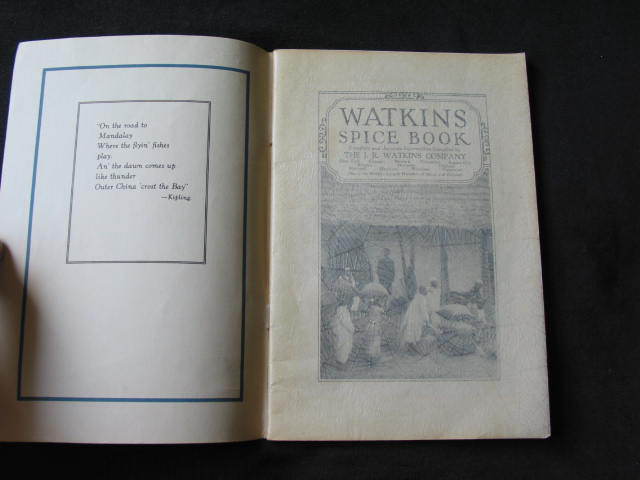 "On the road to
Mandalay
Where the flyin' fishes
play.
An' the dawn comes up
like thunder
Outer China 'crost the Bay"
—Kipling.
WATKINS
SPICE BOOK
THE J. R. WATKINS COMPANY